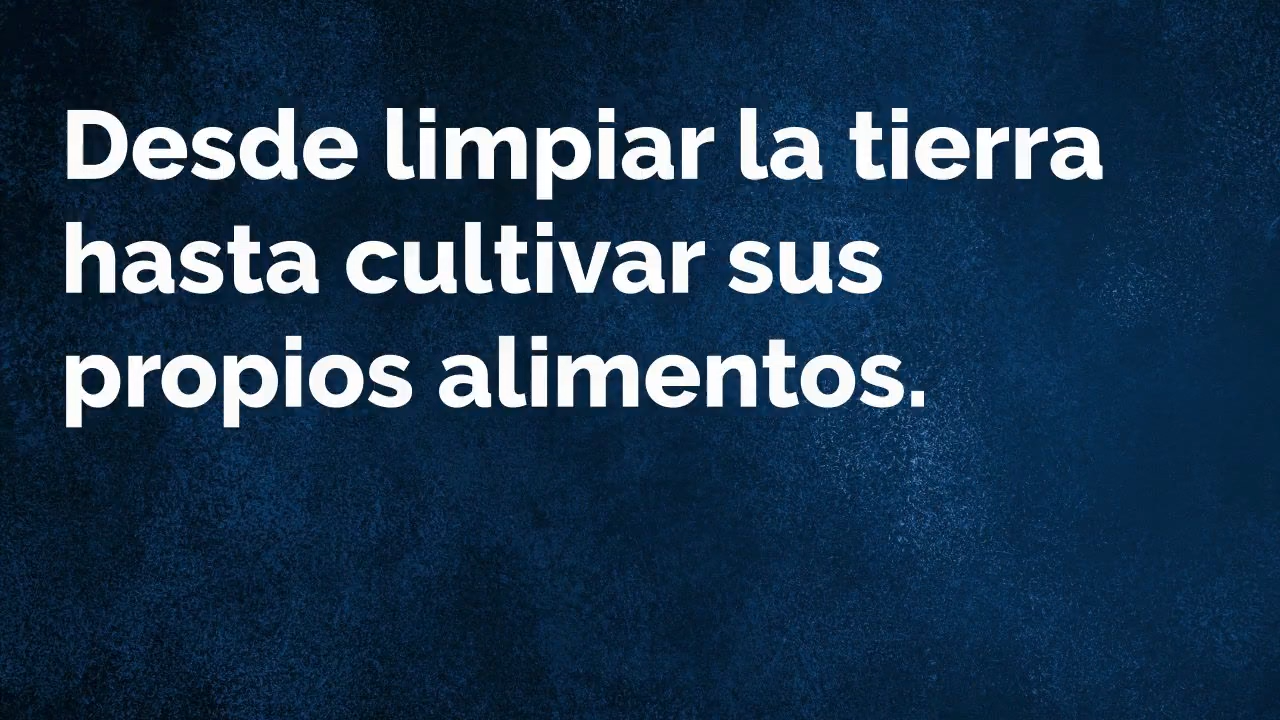 Desde limpiar la tierra
hasta cultivar sus
propios alimentos.